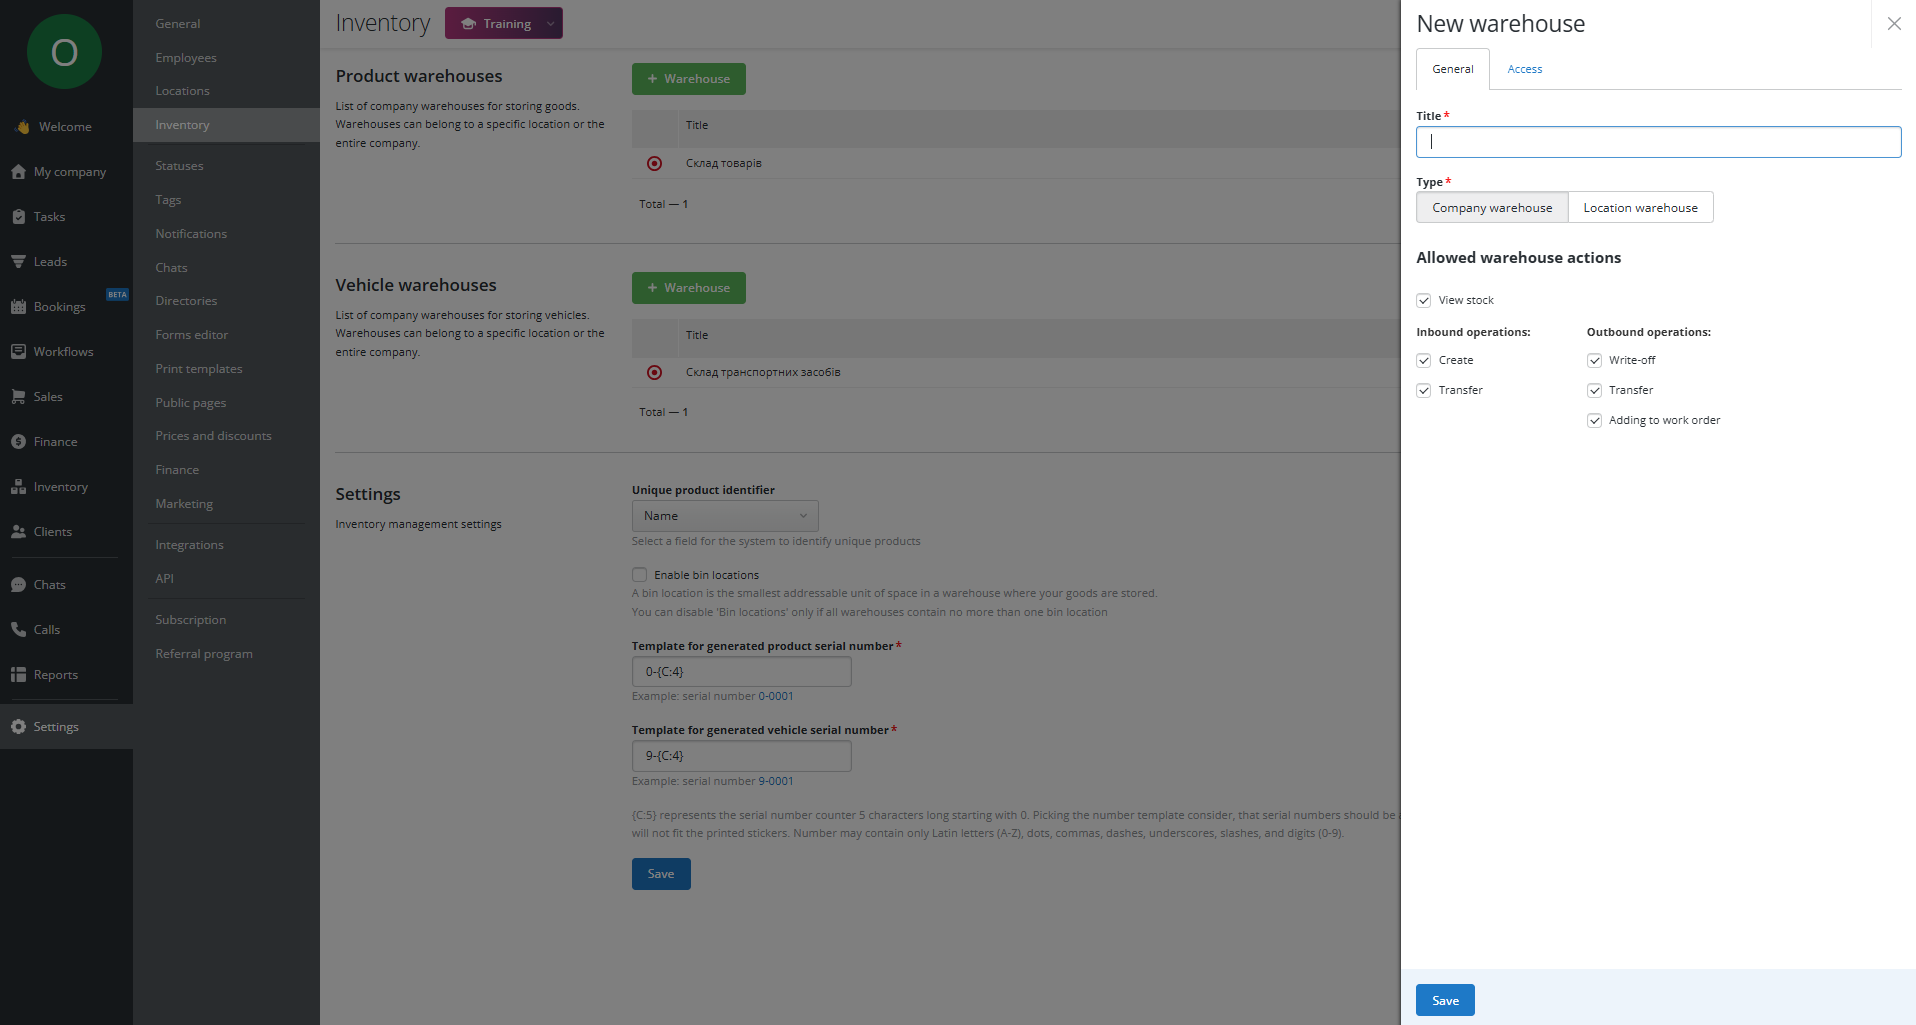 O
Welcome
My company
Tasks
Leads
Bookings
BETA
Workflows
Sales
Finance
Inventory
Clients
Chats
Calls
Reports
Settings
General
Employees
Locations
Inventory
Statuses
Tags
Notifications
Chats
Directories
Forms editor
Print templates
Public pages
Prices and discounts
Finance
Marketing
Integrations
API
Subscription
Referral program
Inventory
Training
Product warehouses
List of company warehouses for storing goods.
Warehouses can belong to a specific location or the
entire company.
+ Warehouse
Title
Склад товарів
Total — 1
Vehicle warehouses
List of company warehouses for storing vehicles.
Warehouses can belong to a specific location or the
entire company.
+ Warehouse
Title
Склад транспортних засобів
Total — 1
Settings
Inventory management settings
Unique product identifier
Name
Select a field for the system to identify unique products
Enable bin locations
A bin location is the smallest addressable unit of space in a warehouse where your goods are stored.
You can disable 'Bin locations' only if all warehouses contain no more than one bin location
Template for generated product serial number*
0-{C:4}
Example: serial number 0-0001
Template for generated vehicle serial number*
9-{C:4}
Example: serial number 9-0001
{C:5} represents the serial number counter 5 characters long starting with 0. Picking the number template consider, that serial numbers should be
will not fit the printed stickers. Number may contain only Latin letters (A-Z), dots, commas, dashes, underscores, slashes, and digits (0-9).
Save
New warehouse
General
Access
Title*
Type*
Company warehouse
Location warehouse
Allowed warehouse actions
View stock
Inbound operations:
Create
Transfer
Outbound operations:
Write-off
Transfer
Adding to work order
Save